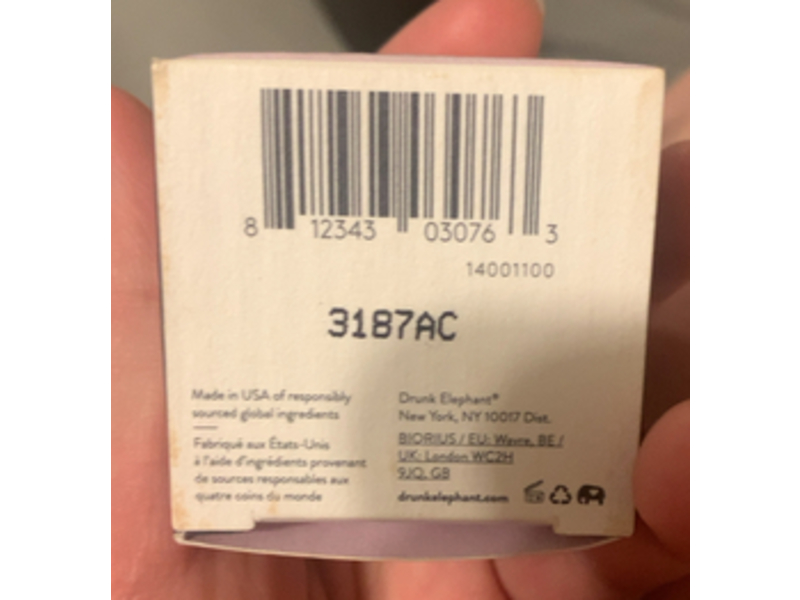 8 12343 03076 3
14001100
3187AC
Made in USA of responsibly
sourced global ingredients
Fabriqué aux États-Unis
à l'aide d'ingrédients provenant
de sources responsables aux
quatre coins du monde
Drunk Elephant®
New York, NY 10017 Dist.
BIORIUS / EU: Wavre, BE /
UK: London WC2H
9JQ, GB
drunkelephant.com